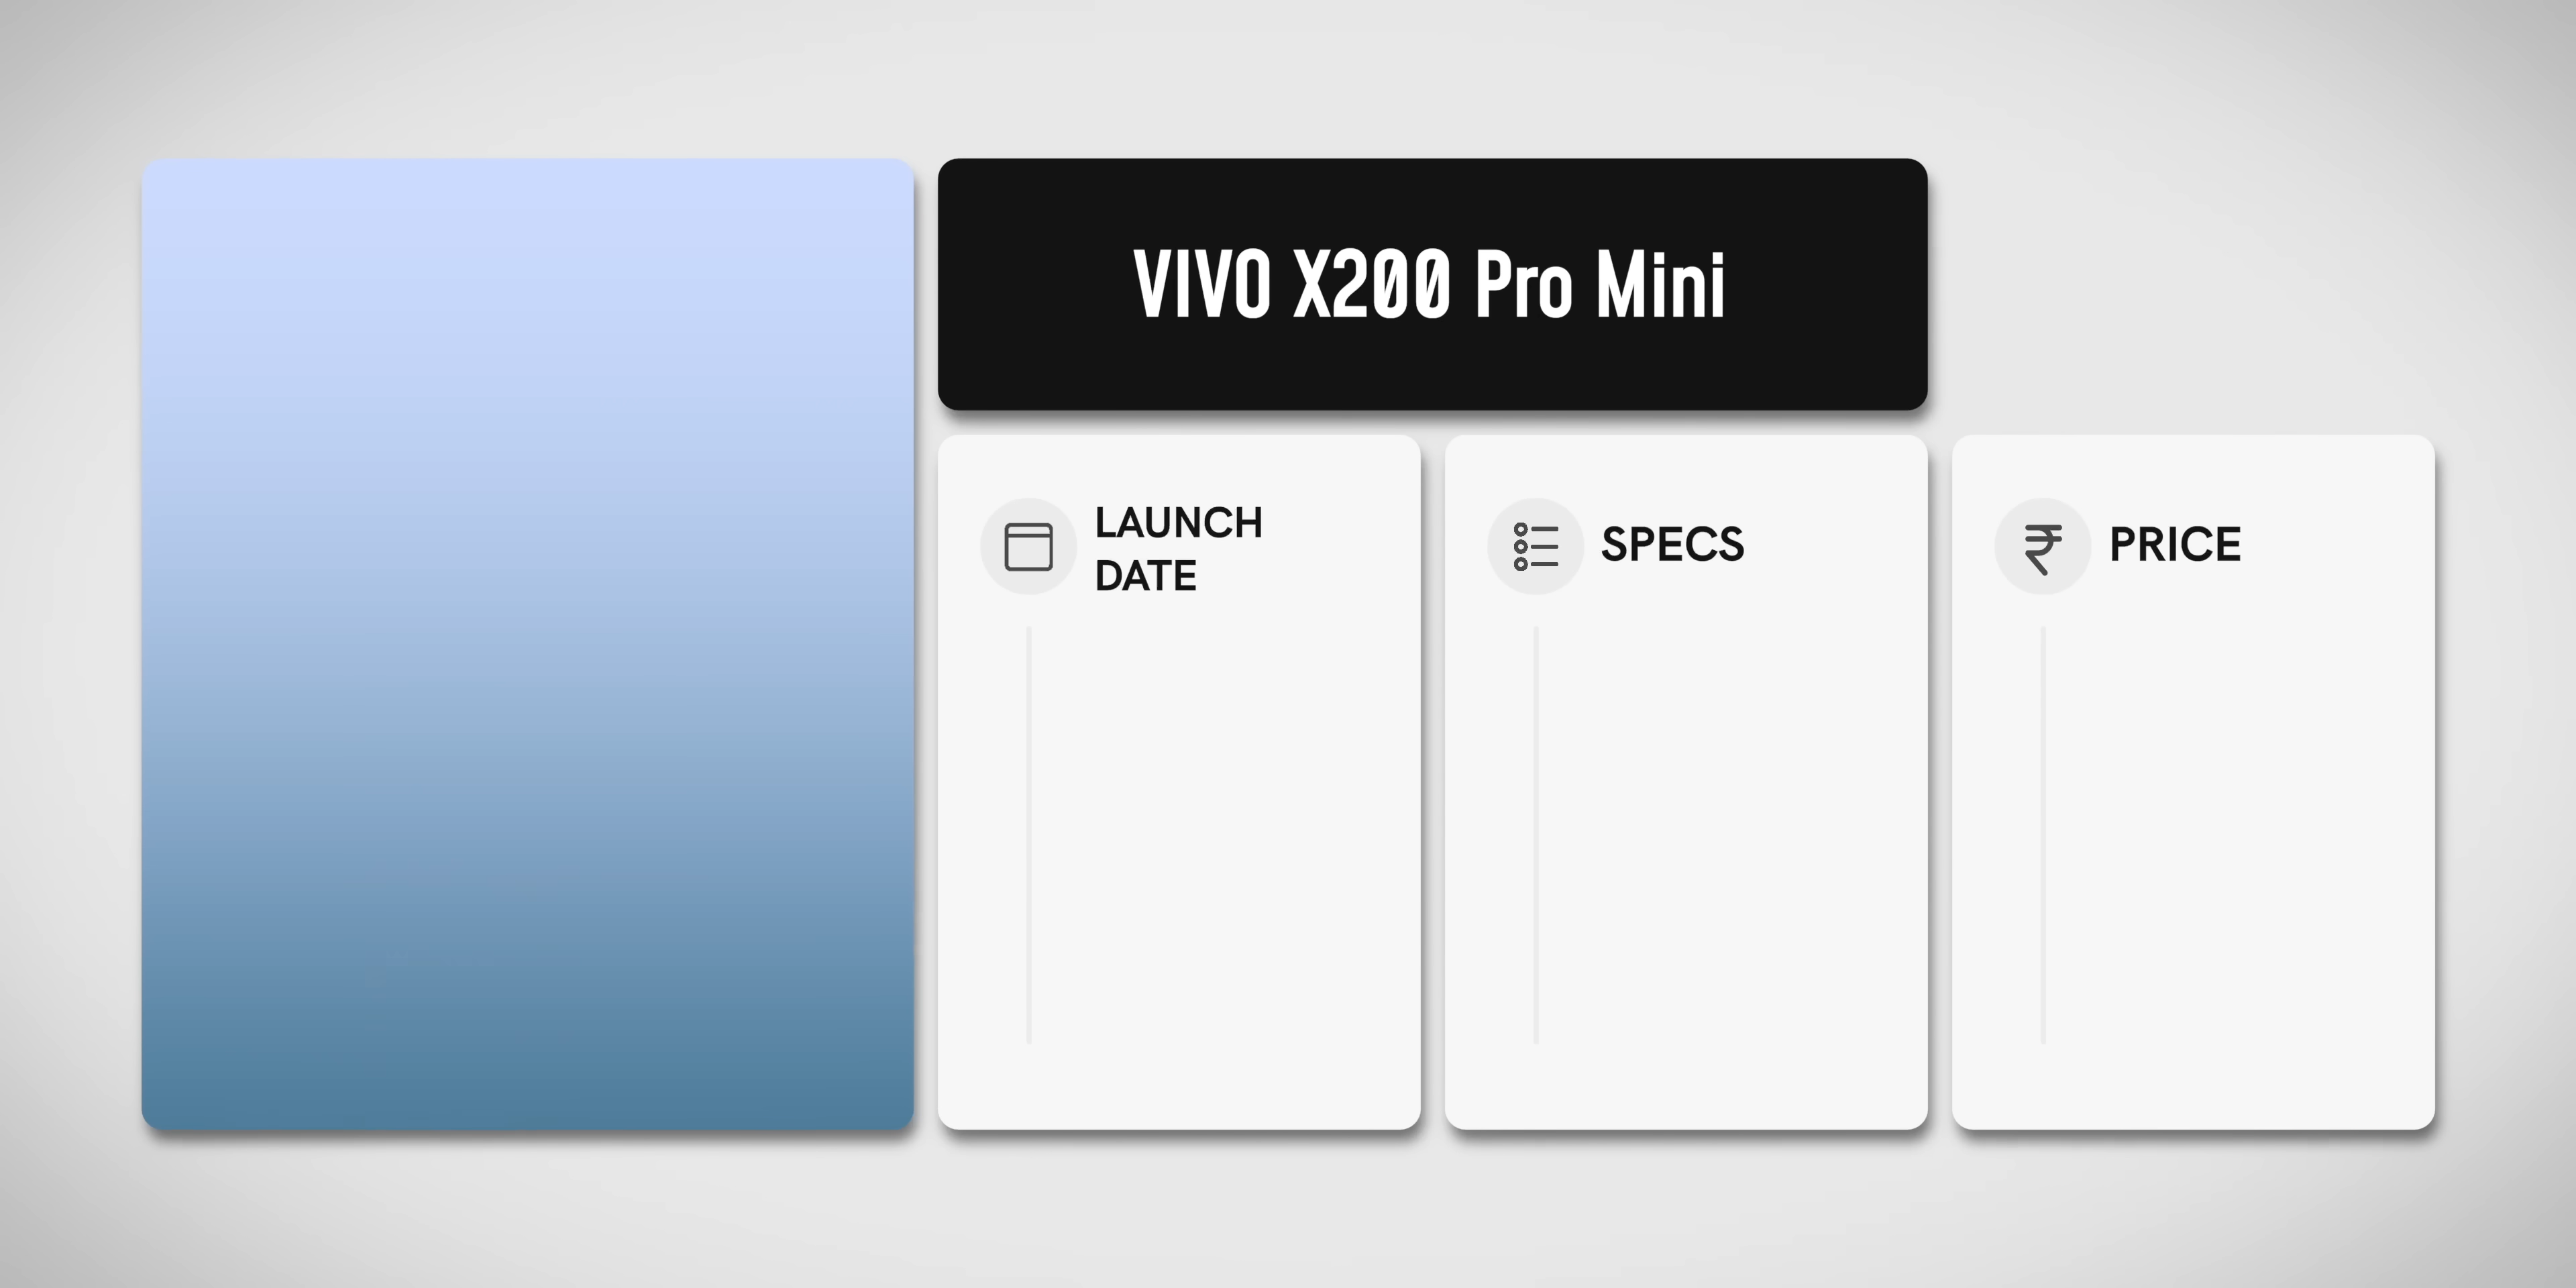 VIVO X200 Pro Mini
LAUNCH
DATE
SPECS
₹ PRICE